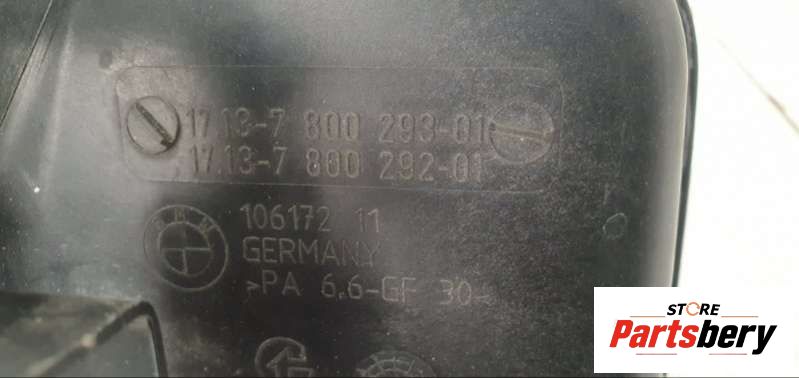 17.13-7 800 293-01
17.13-7 800 292-01
BMW
106172 11
GERMANY
>PA 6.6-GF 30<
STORE
Partsbery